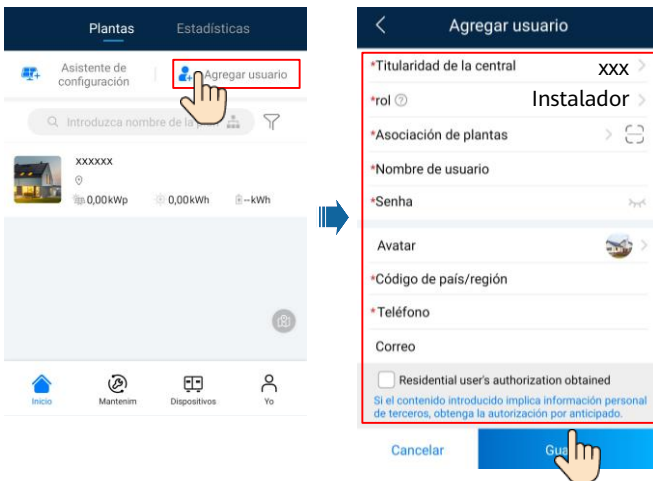 Plantas Estadísticas
Asistente de
configuración
Agregar usuario
Introduzca nombre de la
xxxxxx
0,00kWp 0,00kWh --kWh
Inicio Mantenim Dispositivos Yo
Agregar usuario
*Titularidad de la central xxx
*rol Instalador
*Asociación de plantas
*Nombre de usuario
*Senha
Avatar
*Código de país/región
*Teléfono
Correo
Residential user's authorization obtained
Si el contenido introducido implica información personal
de terceros, obtenga la autorización por anticipado.
Cancelar